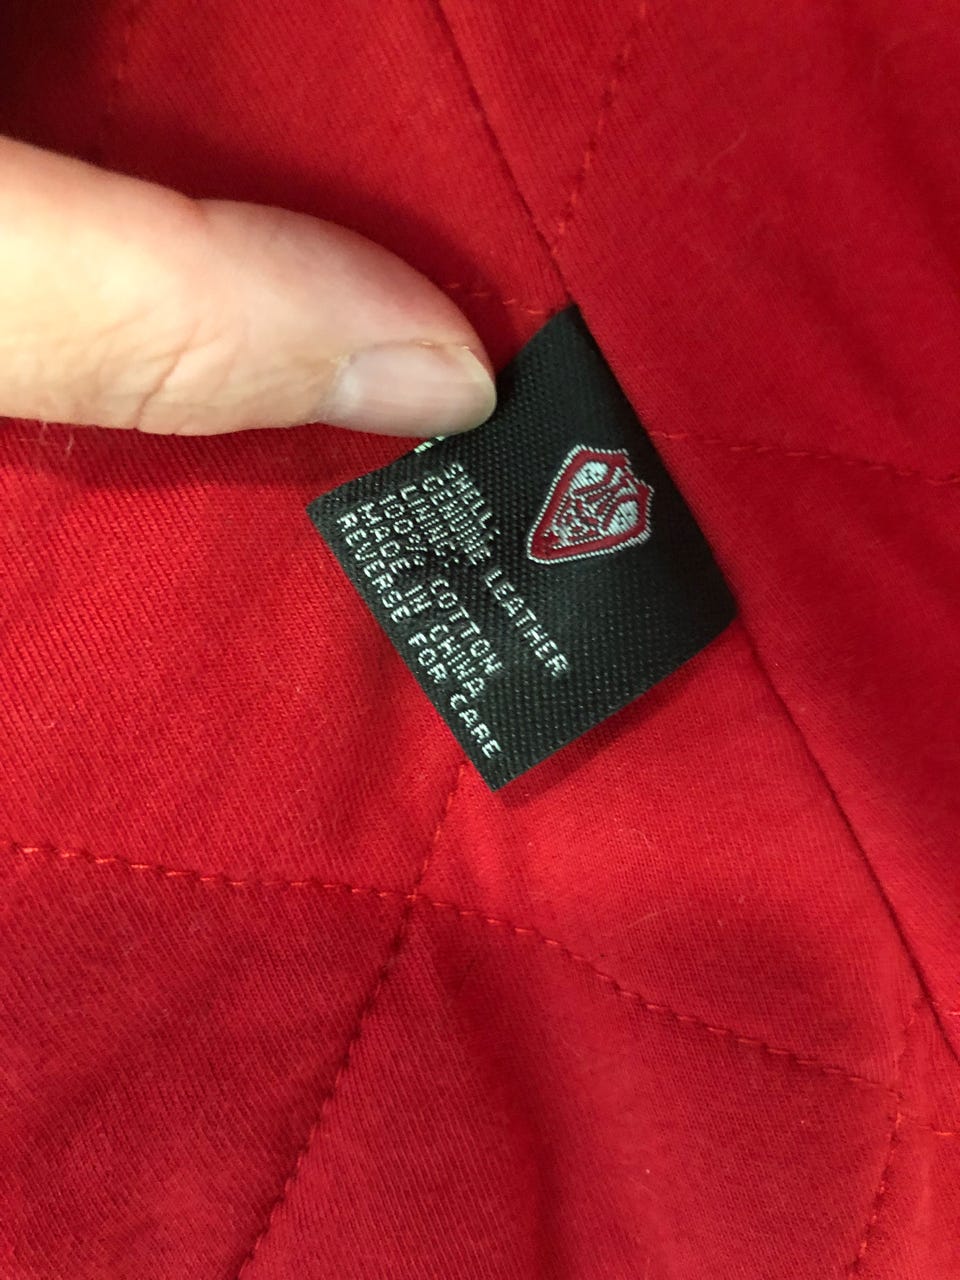 SHELL:
GENUINE LEATHER
LINING:
100% COTTON
MADE IN CHINA
REVERSE FOR CARE